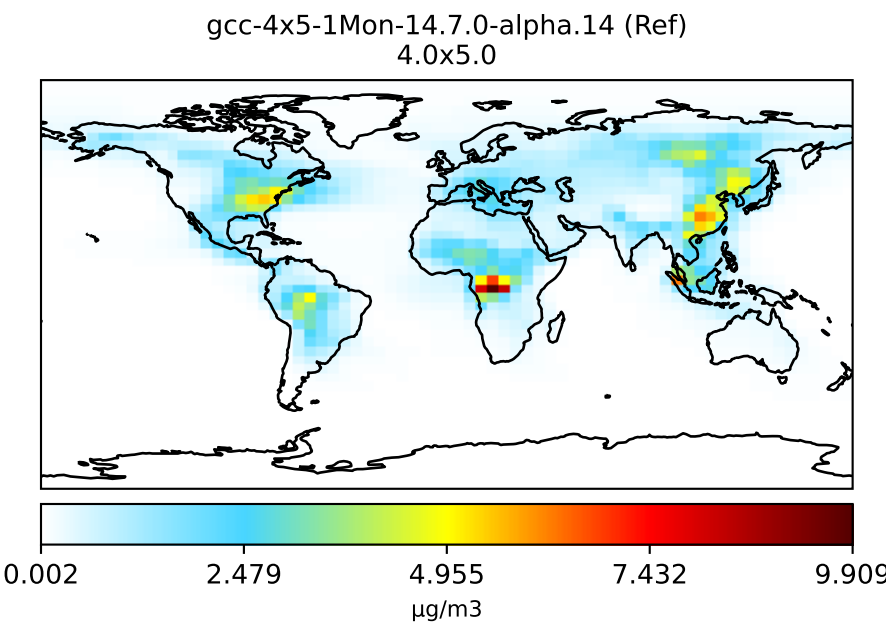 gcc-4x5-1Mon-14.7.0-alpha.14 (Ref)
4.0x5.0
0.002 2.479 4.955 7.432 9.909
μg/m3